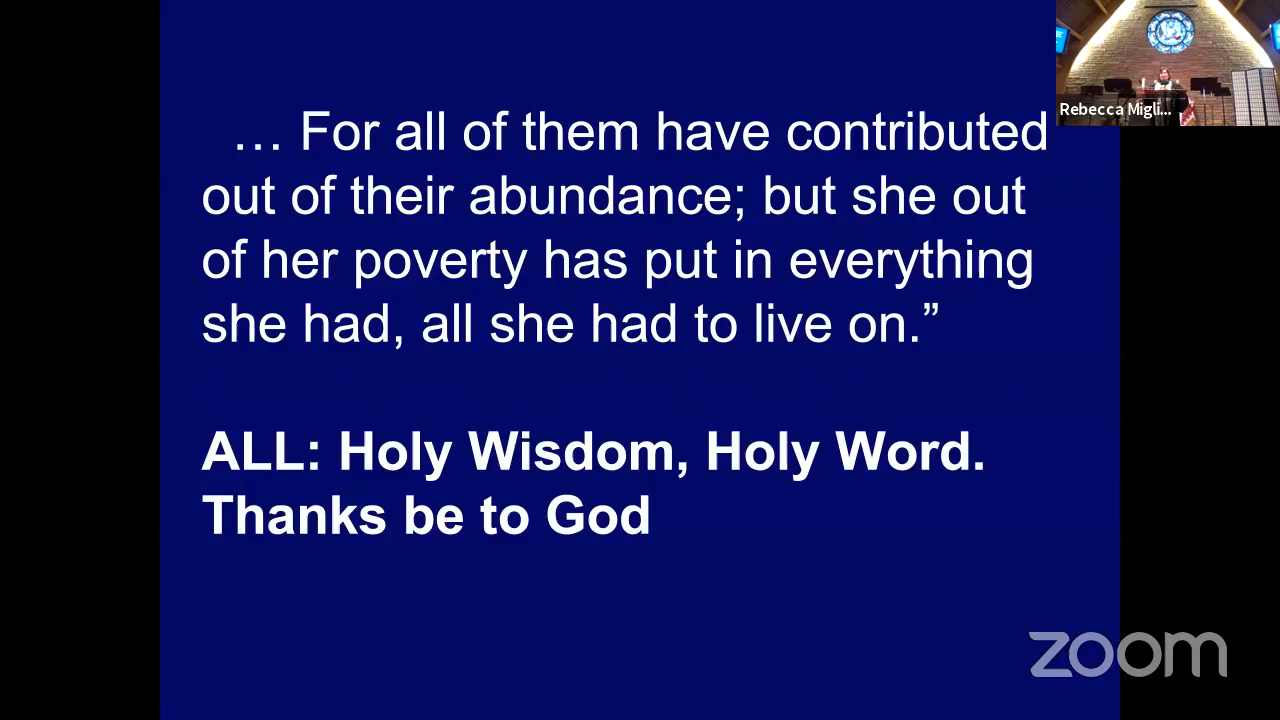 … For all of them have contributed
out of their abundance; but she out
of her poverty has put in everything
she had, all she had to live on.”
ALL: Holy Wisdom, Holy Word.
Thanks be to God
Rebecca Migli...
zoom